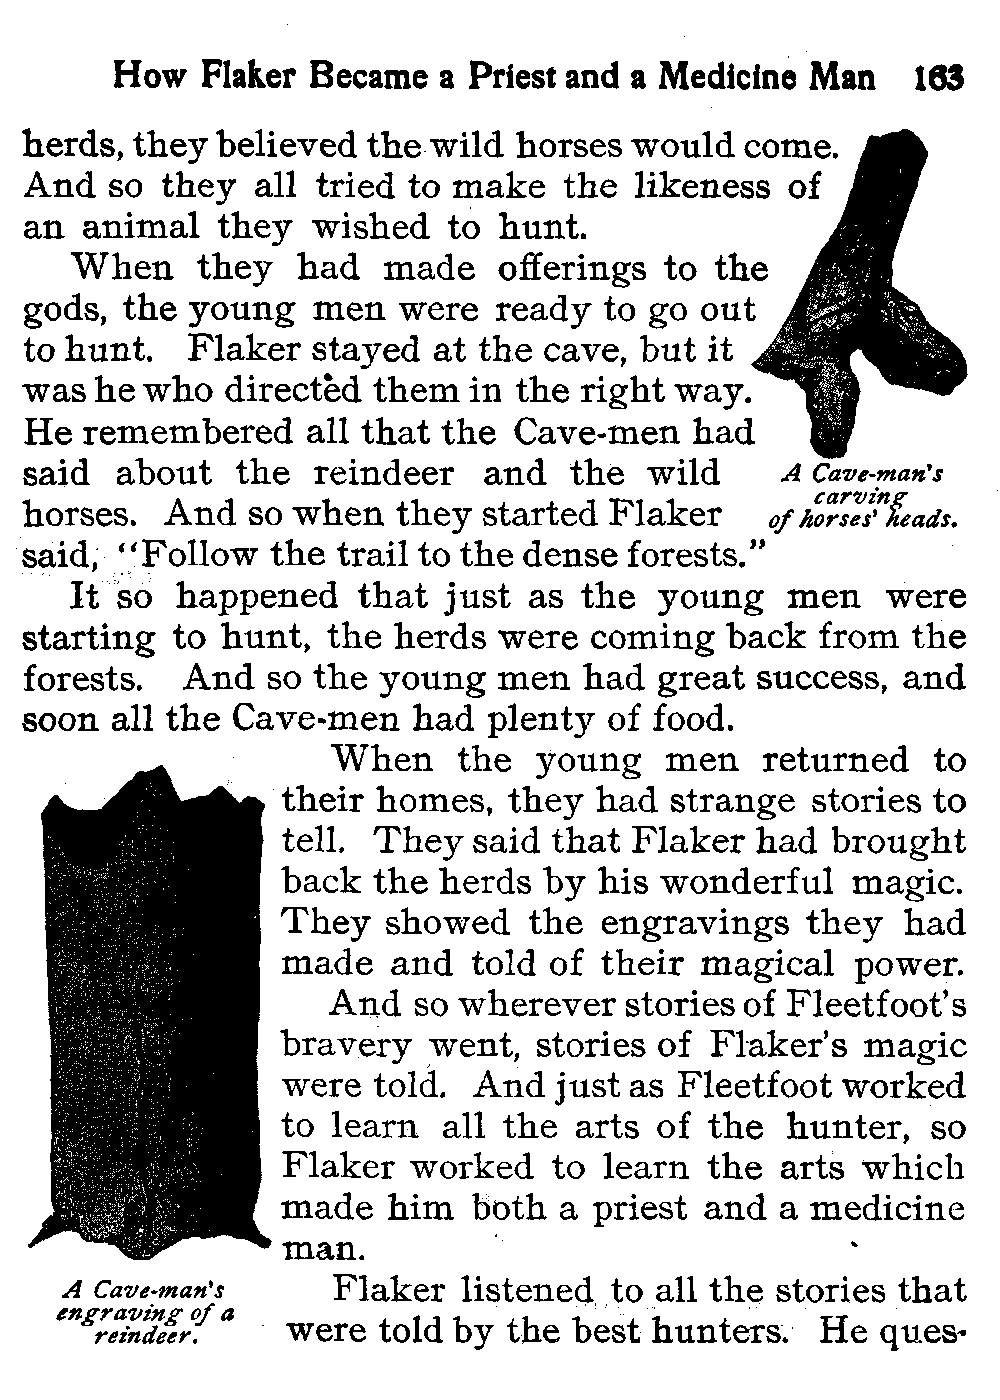 How Flaker Became a Priest and a Medicine Man 163
herds, they believed the wild horses would come.
And so they all tried to make the likeness of
an animal they wished to hunt.
When they had made offerings to the
gods, the young men were ready to go out
to hunt. Flaker stayed at the cave, but it
was he who directed them in the right way.
He remembered all that the Cave-men had
said about the reindeer and the wild
horses. And so when they started Flaker
said, "Follow the trail to the dense forests."
A Cave-man's
carving
of horses' heads.
It so happened that just as the young men were
starting to hunt, the herds were coming back from the
forests. And so the young men had great success, and
soon all the Cave-men had plenty of food.
When the young men returned to
their homes, they had strange stories to
tell. They said that Flaker had brought
back the herds by his wonderful magic.
They showed the engravings they had
made and told of their magical power.
And so wherever stories of Fleetfoot's
bravery went, stories of Flaker's magic
were told. And just as Fleetfoot worked
to learn all the arts of the hunter, so
Flaker worked to learn the arts which
made him both a priest and a medicine
man.
A Cave-man's
engraving of a
reindeer.
Flaker listened to all the stories that
were told by the best hunters. He ques-